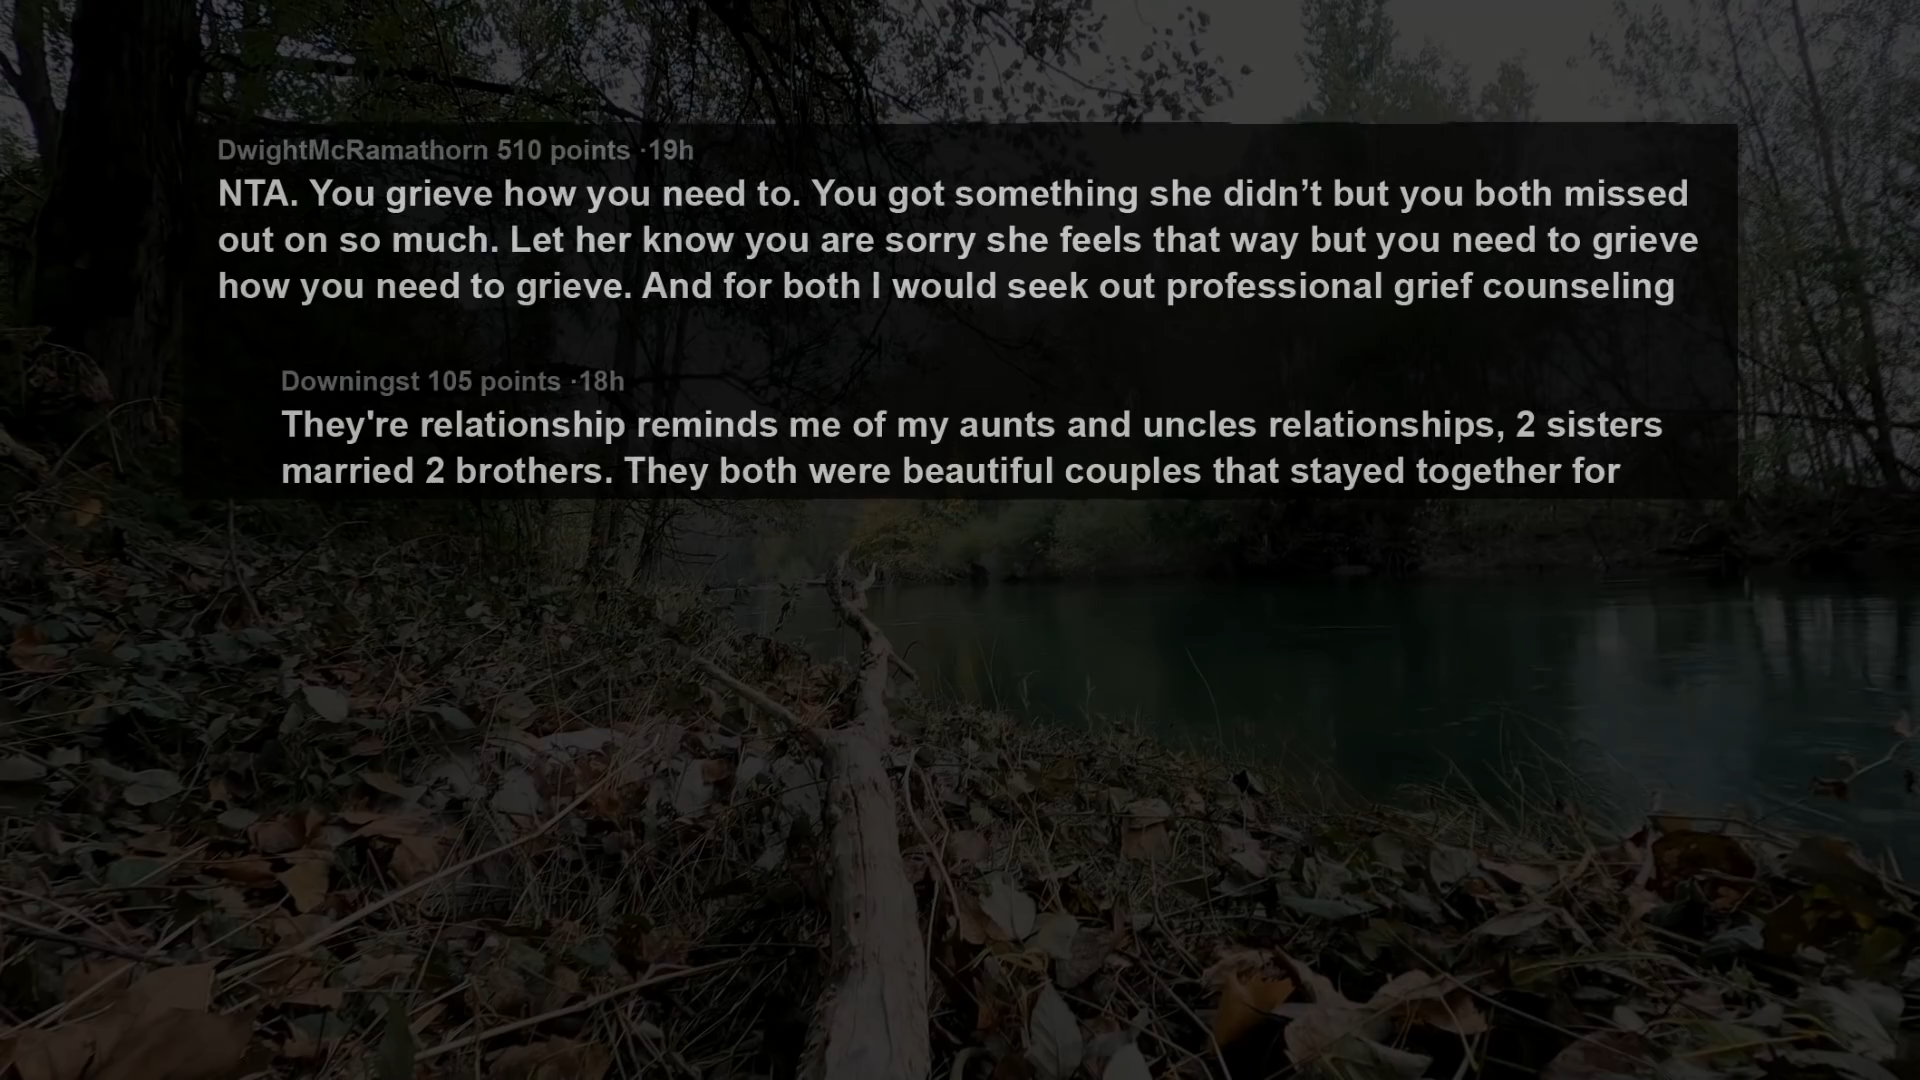 DwightMcRamathorn 510 points ·19h
NTA. You grieve how you need to. You got something she didn’t but you both missed
out on so much. Let her know you are sorry she feels that way but you need to grieve
how you need to grieve. And for both I would seek out professional grief counseling
Downingst 105 points ·18h
They're relationship reminds me of my aunts and uncles relationships, 2 sisters
married 2 brothers. They both were beautiful couples that stayed together for